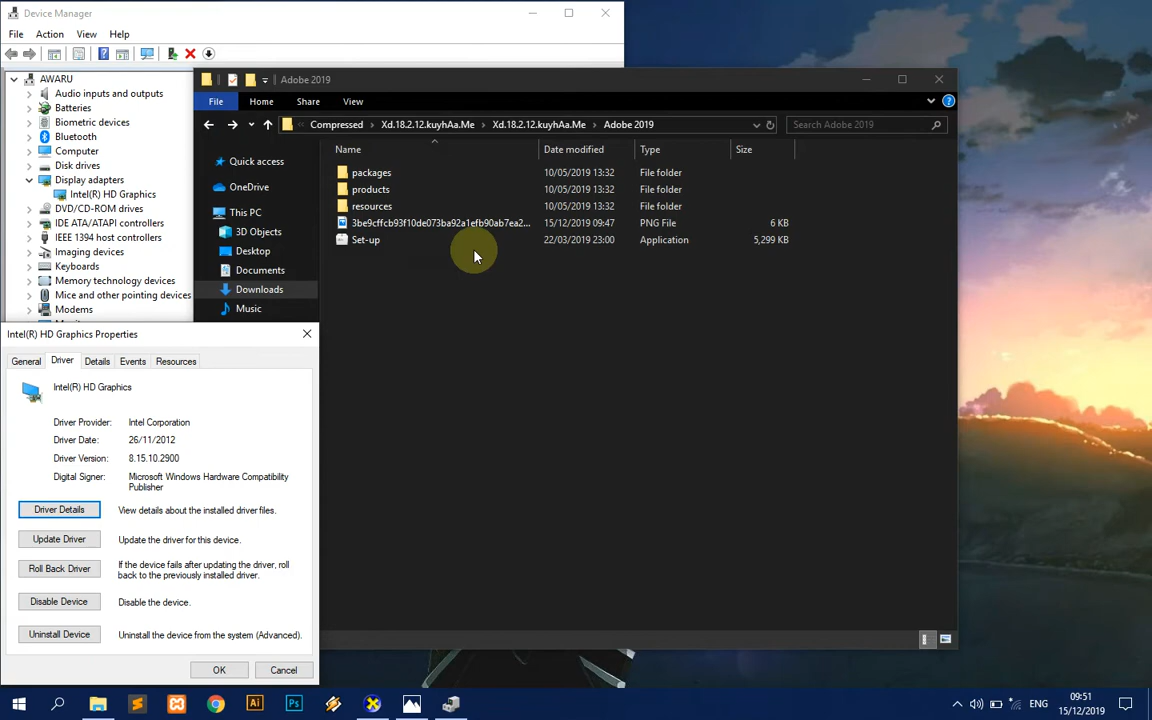 Device Manager
File Action View Help
AWARU
Audio inputs and outputs
Batteries
Biometric devices
Bluetooth
Computer
Disk drives
Display adapters
Intel(R) HD Graphics
DVD/CD-ROM drives
IDE ATA/ATAPI controllers
IEEE 1394 host controllers
Imaging devices
Keyboards
Memory technology devices
Mice and other pointing devices
Modems
Adobe 2019
File Home Share View
Compressed Xd.18.2.12.kuyhAa.Me Xd.18.2.12.kuyhAa.Me Adobe 2019
Search Adobe 2019
Quick access
OneDrive
This PC
3D Objects
Desktop
Documents
Downloads
Music
Name Date modified Type Size
packages 10/05/2019 13:32 File folder
products 10/05/2019 13:32 File folder
resources 10/05/2019 13:32 File folder
3be9cffcb93f10de073ba92a1efb90ab7ea2... 15/12/2019 09:47 PNG File 6 KB
Set-up 22/03/2019 23:00 Application 5,299 KB
Intel(R) HD Graphics Properties
General Driver Details Events Resources
Intel(R) HD Graphics
Driver Provider: Intel Corporation
Driver Date: 26/11/2012
Driver Version: 8.15.10.2900
Digital Signer: Microsoft Windows Hardware Compatibility
Publisher
Driver Details View details about the installed driver files.
Update Driver Update the driver for this device.
Roll Back Driver If the device fails after updating the driver, roll
back to the previously installed driver.
Disable Device Disable the device.
Uninstall Device Uninstall the device from the system (Advanced).
OK Cancel
Ai Ps
ENG
09:51
15/12/2019